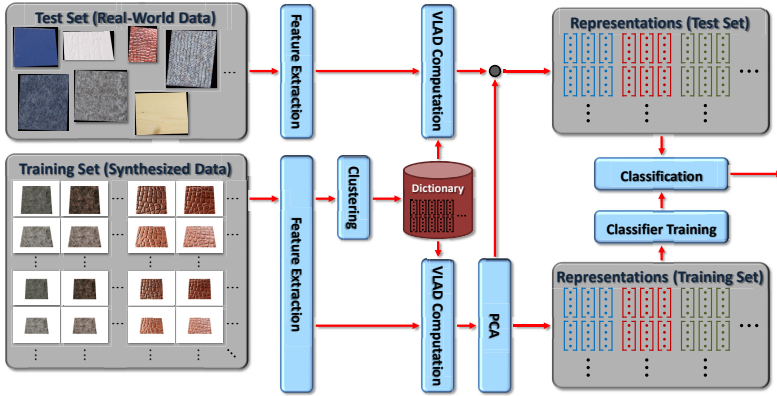 Test Set (Real-World Data)
...
Feature Extraction
VLAD Computation
Representations (Test Set)
...
Training Set (Synthesized Data)
Feature Extraction
Clustering
Dictionary
...
VLAD Computation
PCA
Classification
Classifier Training
Representations (Training Set)
...